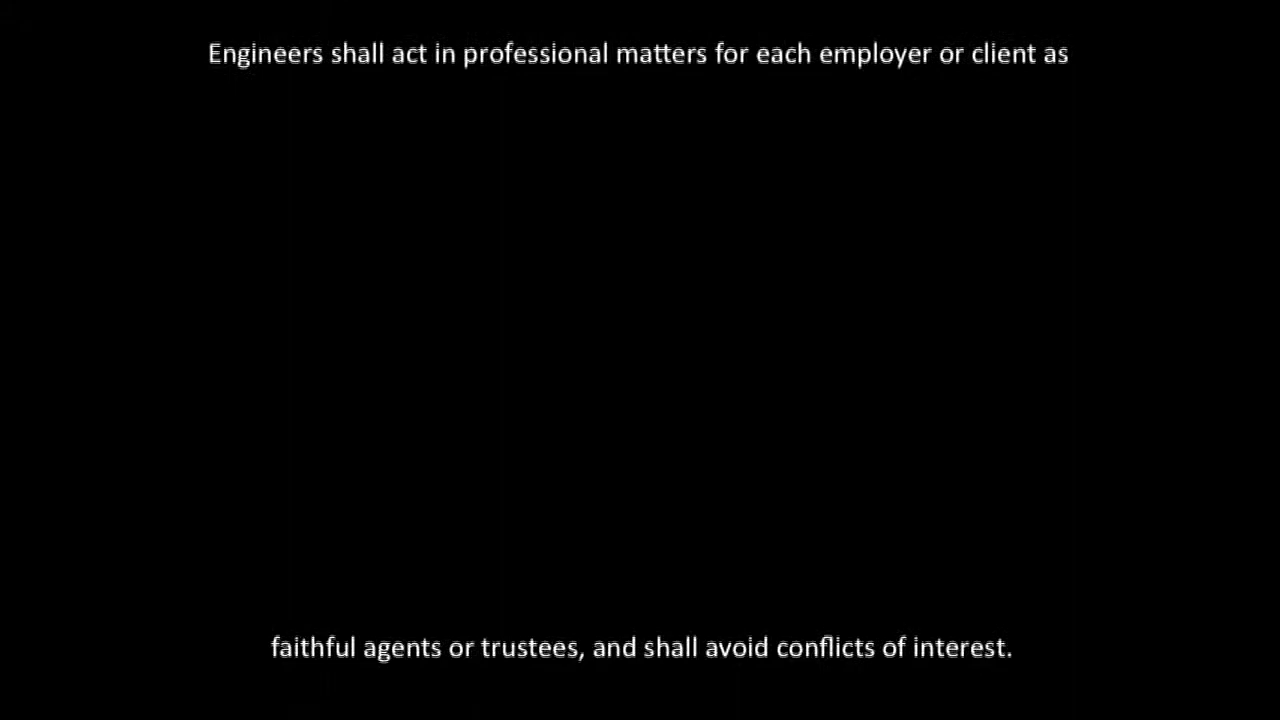 Engineers shall act in professional matters for each employer or client as
faithful agents or trustees, and shall avoid conflicts of interest.